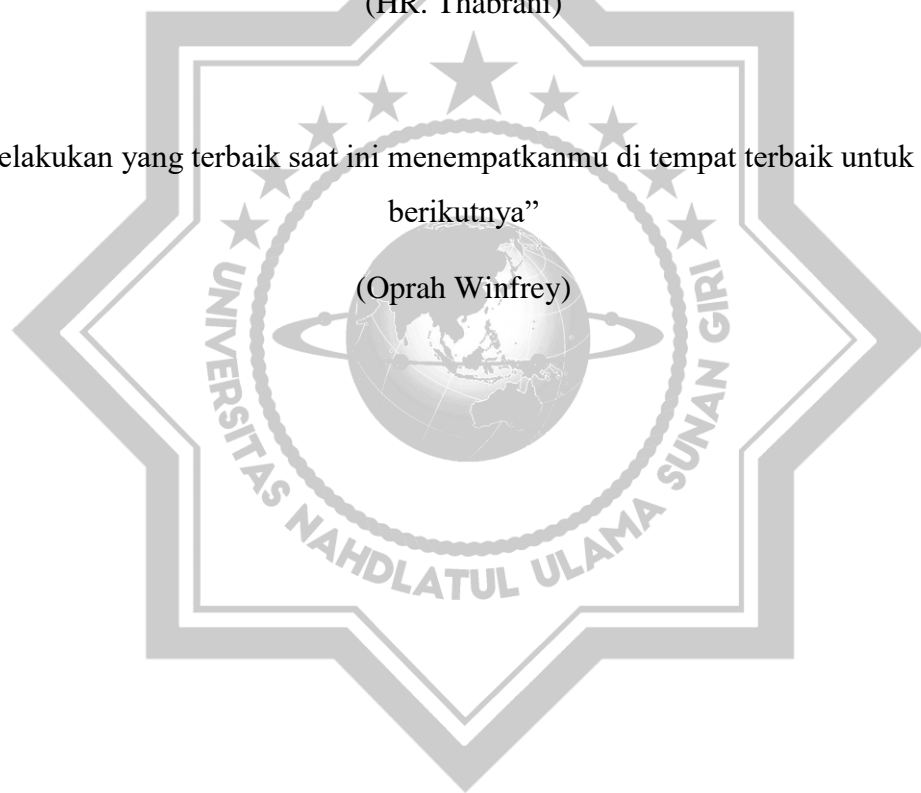 (HR. Thabrani)
elakukan yang terbaik saat ini menempatkanmu di tempat terbaik untuk
berikutnya”
(Oprah Winfrey)
UNIVERSITAS NAHDLATUL ULAMA SUNAN GIRI